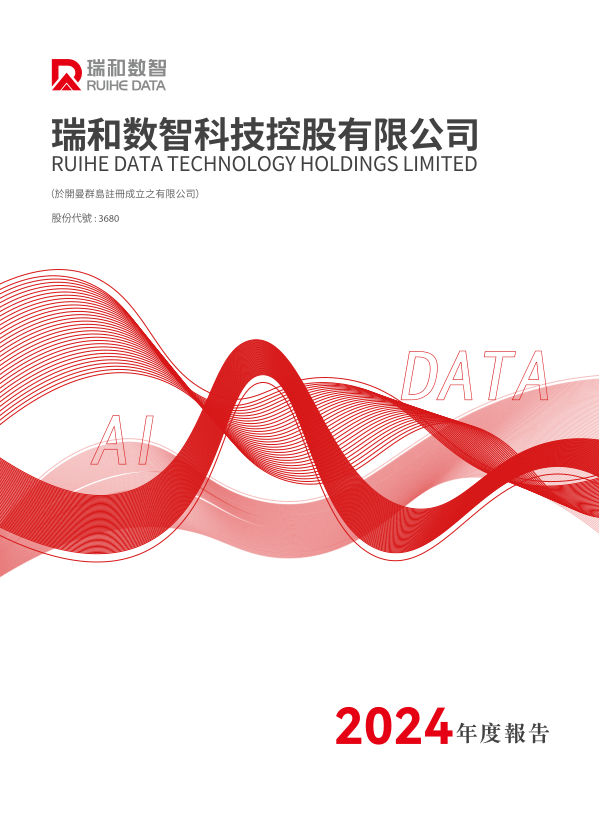 瑞和数智
RUIHE DATA
瑞和数智科技控股有限公司
RUIHE DATA TECHNOLOGY HOLDINGS LIMITED
（於開曼群島註冊成立之有限公司）
股份代號 : 3680
DATA
AI
2024年度報告